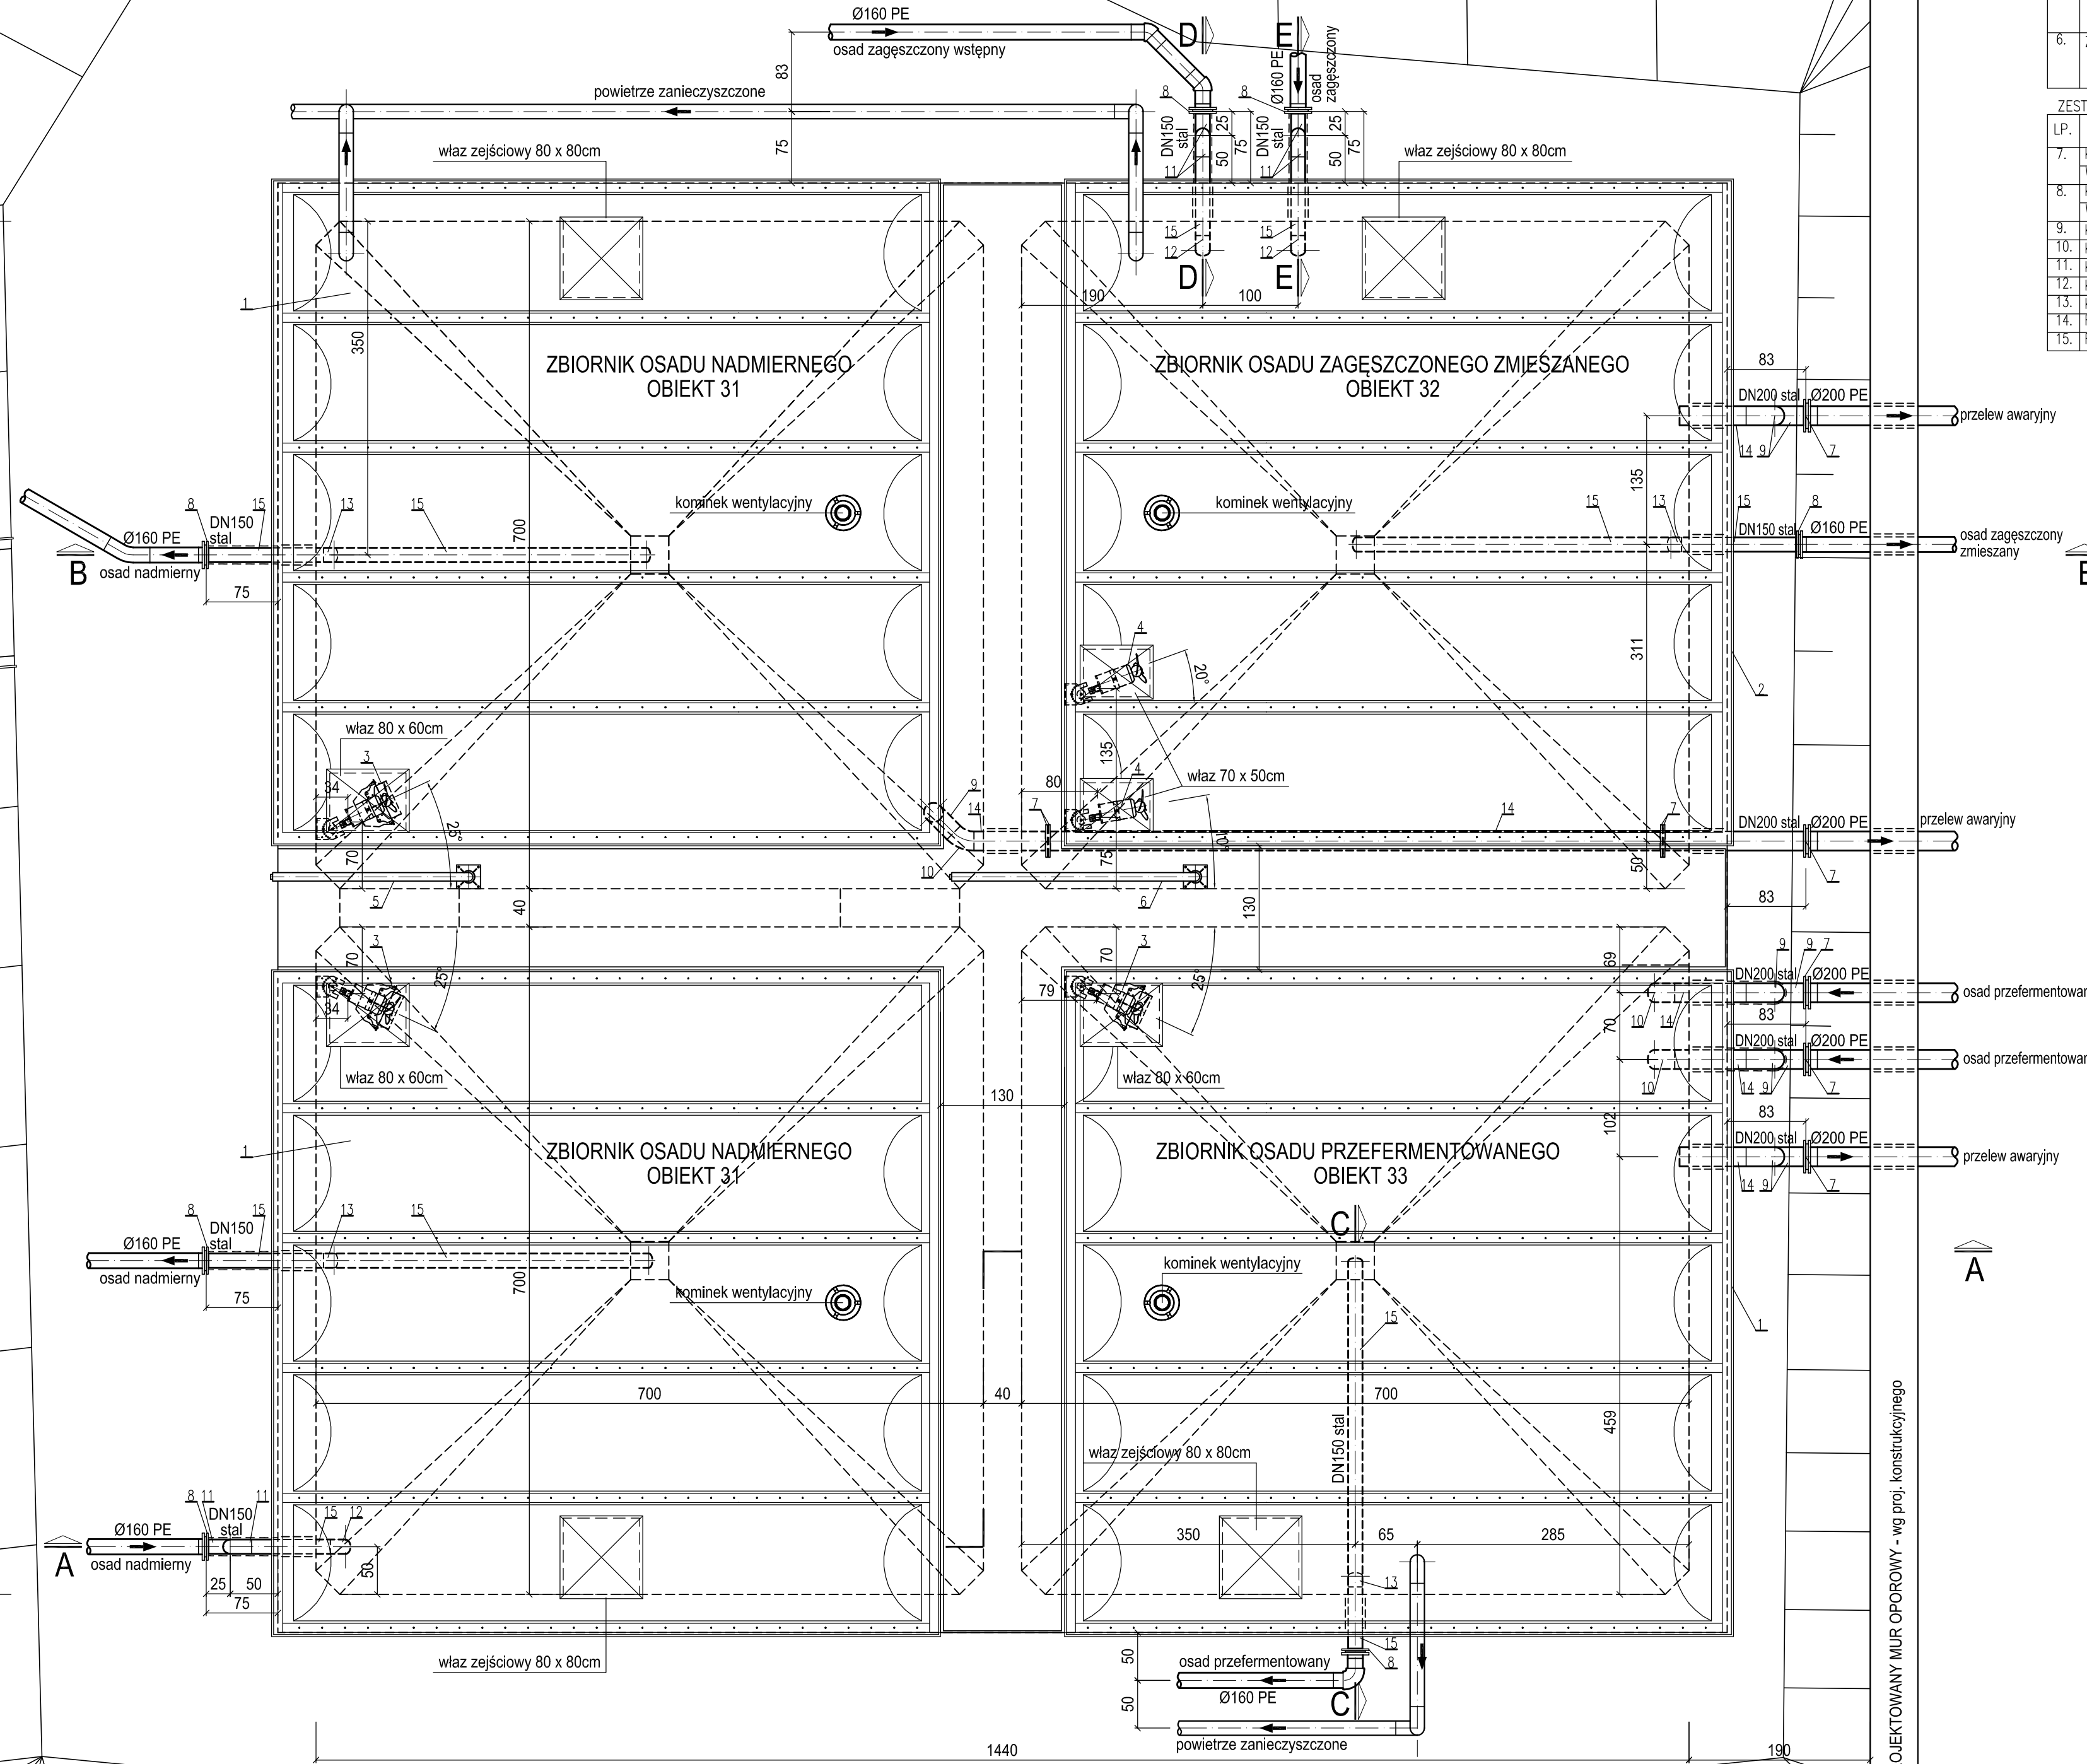 Ø160 PE
osad zagęszczony wstępny
D
E
Ø160 PE
osad
zagęszczony
83
powietrze zanieczyszczone
8
8
75
DN150
stal
25
50
75
DN150
stal
25
50
75
11
11
właz zejściowy 80 x 80cm
właz zejściowy 80 x 80cm
15
12
15
12
D
E
190
100
1
350
ZBIORNIK OSADU NADMIERNEGO
OBIEKT 31
ZBIORNIK OSADU ZAGĘSZCZONEGO ZMIESZANEGO
OBIEKT 32
83
DN200 stal
Ø200 PE
przelew awaryjny
14
9
7
135
8
DN150
stal
15
13
15
700
kominek wentylacyjny
kominek wentylacyjny
15
13
15
8
Ø160 PE
DN150 stal
Ø160 PE
osad zagęszczony
zmieszany
B
osad nadmierny
75
4
20°
311
2
właz 80 x 60cm
3
34
25°
70
135
4
właz 70 x 50cm
80
9
14
7
14
7
10°
DN200 stal
Ø200 PE
przelew awaryjny
75
50
10
7
5
6
40
130
83
3
70
25°
34
3
70
25°
79
69
9
9
7
DN200 stal
Ø200 PE
10
14
83
70
DN200 stal
Ø200 PE
10
14
9
7
właz 80 x 60cm
właz 80 x 60cm
130
102
83
DN200 stal
Ø200 PE
przelew awaryjny
14
9
7
1
ZBIORNIK OSADU NADMIERNEGO
OBIEKT 31
ZBIORNIK OSADU PRZEFERMENTOWANEGO
OBIEKT 33
C
8
DN150
stal
15
13
15
Ø160 PE
osad nadmierny
75
700
kominek wentylacyjny
kominek wentylacyjny
A
15
1
700
40
700
DN150 stal
459
właz zejściowy 80 x 80cm
8
11
DN150
stal
11
15
12
Ø160 PE
A
osad nadmierny
25
50
75
50
350
65
285
13
właz zejściowy 80 x 80cm
50
50
15
8
osad przefermentowany
Ø160 PE
C
powietrze zanieczyszczone
1440
190
OJEKTOWANY MUR OPOROWY - wg proj. konstrukcyjnego
6.
ZEST
LP.
7.
8.
9.
10.
11.
12.
13.
14.
15.